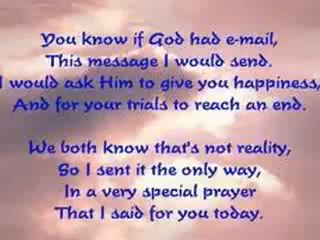 You know if God had e-mail,
This message I would send.
I would ask Him to give you happiness,
And for your trials to reach an end.
We both know that's not reality,
So I sent it the only way,
In a very special prayer
That I said for you today.